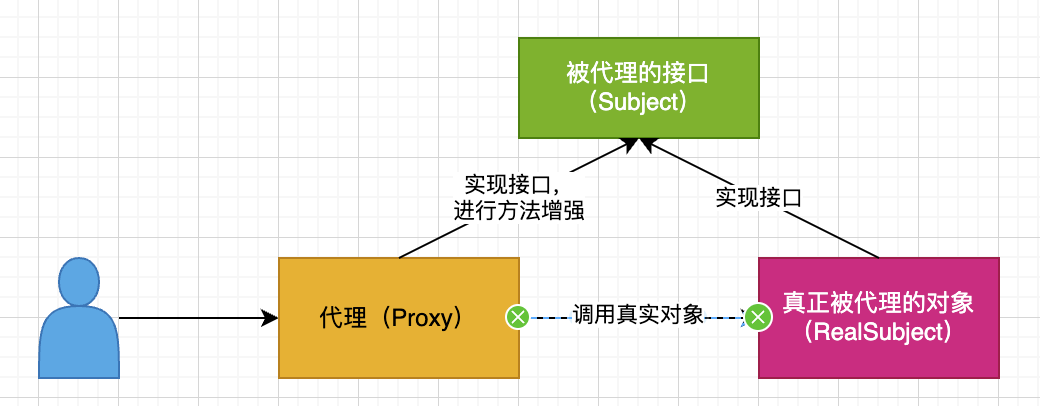 被代理的接口
（Subject）
实现接口，
进行方法增强
实现接口
代理（Proxy）
调用真实对象
真正被代理的对象
（RealSubject）